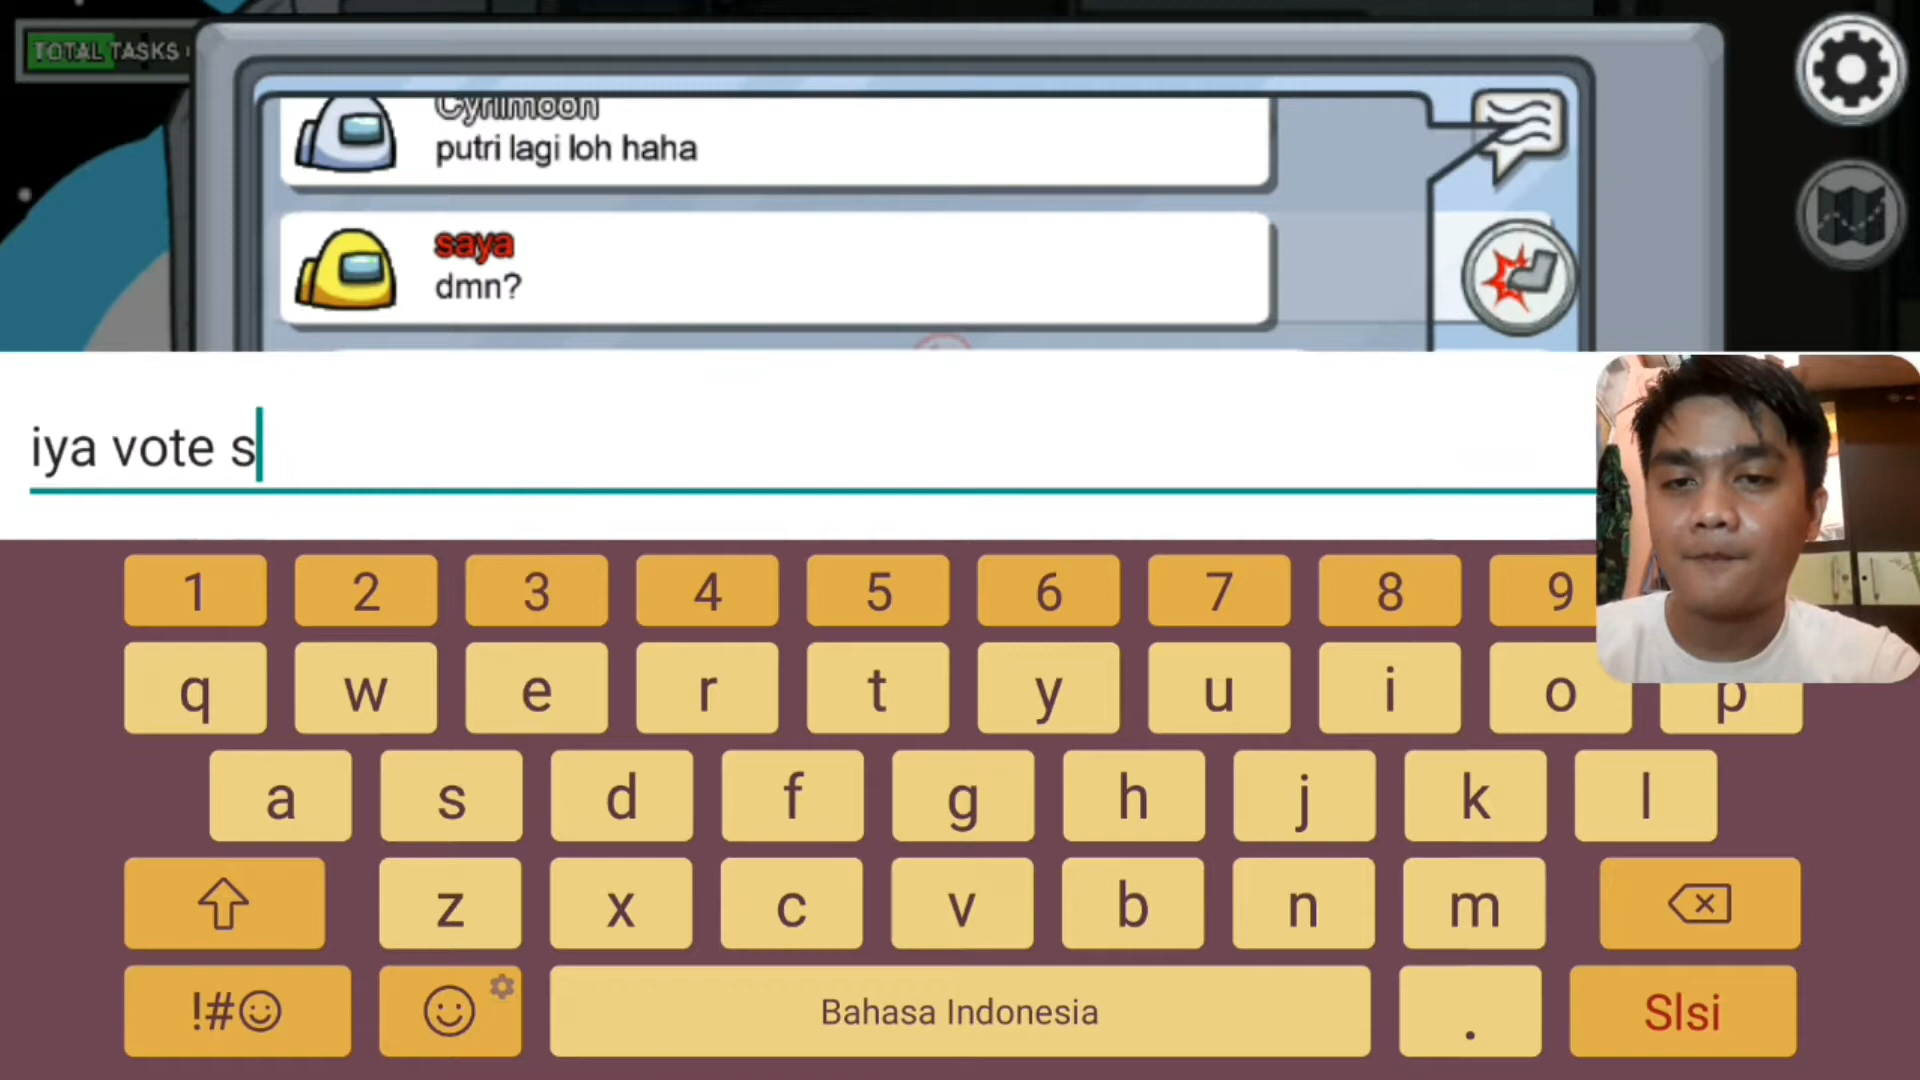 TOTAL TASKS
Cyrilmoon
putri lagi loh haha
saya
dmn?
iya vote s
1 2 3 4 5 6 7 8 9
q w e r t y u i o p
a s d f g h j k l
z x c v b n m
!#☺ Bahasa Indonesia . Slsi